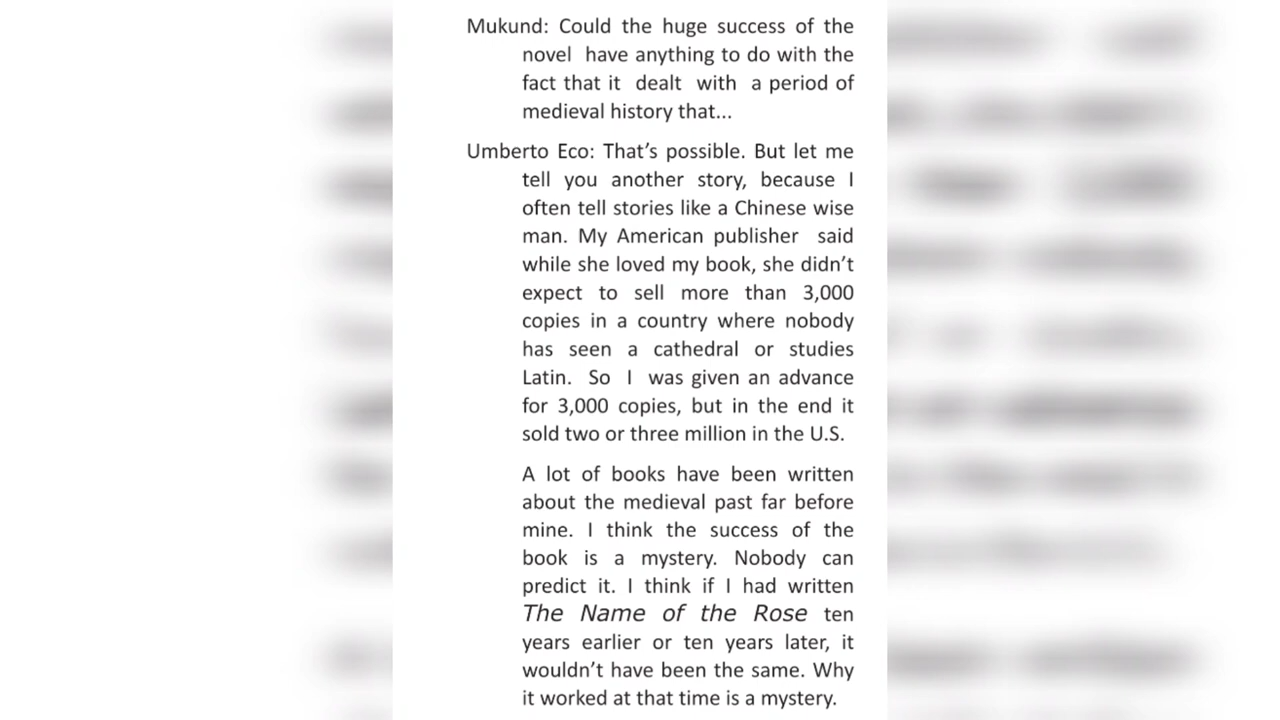 Mukund: Could the huge success of the
novel have anything to do with the
fact that it dealt with a period of
medieval history that...
Umberto Eco: That’s possible. But let me
tell you another story, because I
often tell stories like a Chinese wise
man. My American publisher said
while she loved my book, she didn’t
expect to sell more than 3,000
copies in a country where nobody
has seen a cathedral or studies
Latin. So I was given an advance
for 3,000 copies, but in the end it
sold two or three million in the U.S.
A lot of books have been written
about the medieval past far before
mine. I think the success of the
book is a mystery. Nobody can
predict it. I think if I had written
The Name of the Rose ten
years earlier or ten years later, it
wouldn’t have been the same. Why
it worked at that time is a mystery.